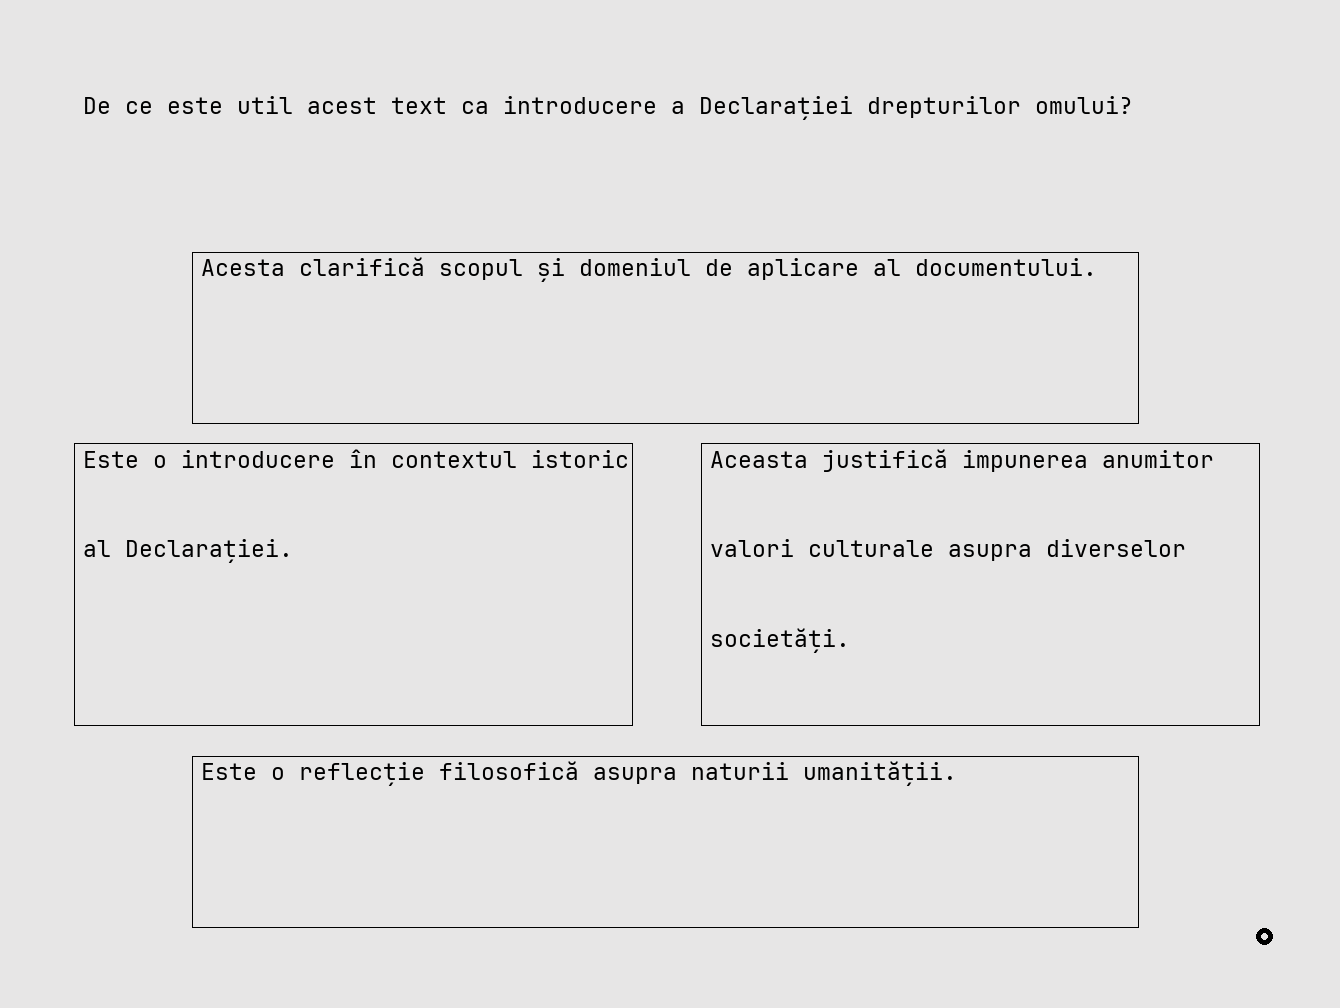 De ce este util acest text ca introducere a Declarației drepturilor omului?
Acesta clarifică scopul și domeniul de aplicare al documentului.
Este o introducere în contextul istoric
al Declarației.
Aceasta justifică impunerea anumitor
valori culturale asupra diverselor
societăți.
Este o reflecție filosofică asupra naturii umanității.